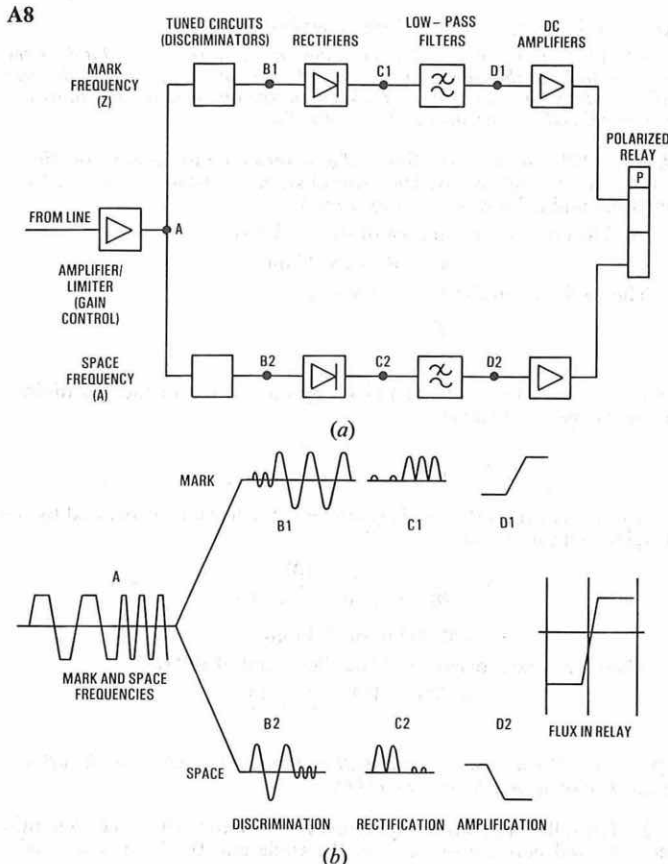 A8
TUNED CIRCUITS
(DISCRIMINATORS)
RECTIFIERS
LOW-PASS
FILTERS
DC
AMPLIFIERS
MARK
FREQUENCY
(Z)
B1
C1
D1
POLARIZED
RELAY
P
FROM LINE
A
AMPLIFIER/
LIMITER
(GAIN
CONTROL)
SPACE
FREQUENCY
(A)
B2
C2
D2
(a)
MARK
B1
C1
D1
A
MARK AND SPACE
FREQUENCIES
FLUX IN RELAY
B2
C2
D2
SPACE
DISCRIMINATION
RECTIFICATION
AMPLIFICATION
(b)